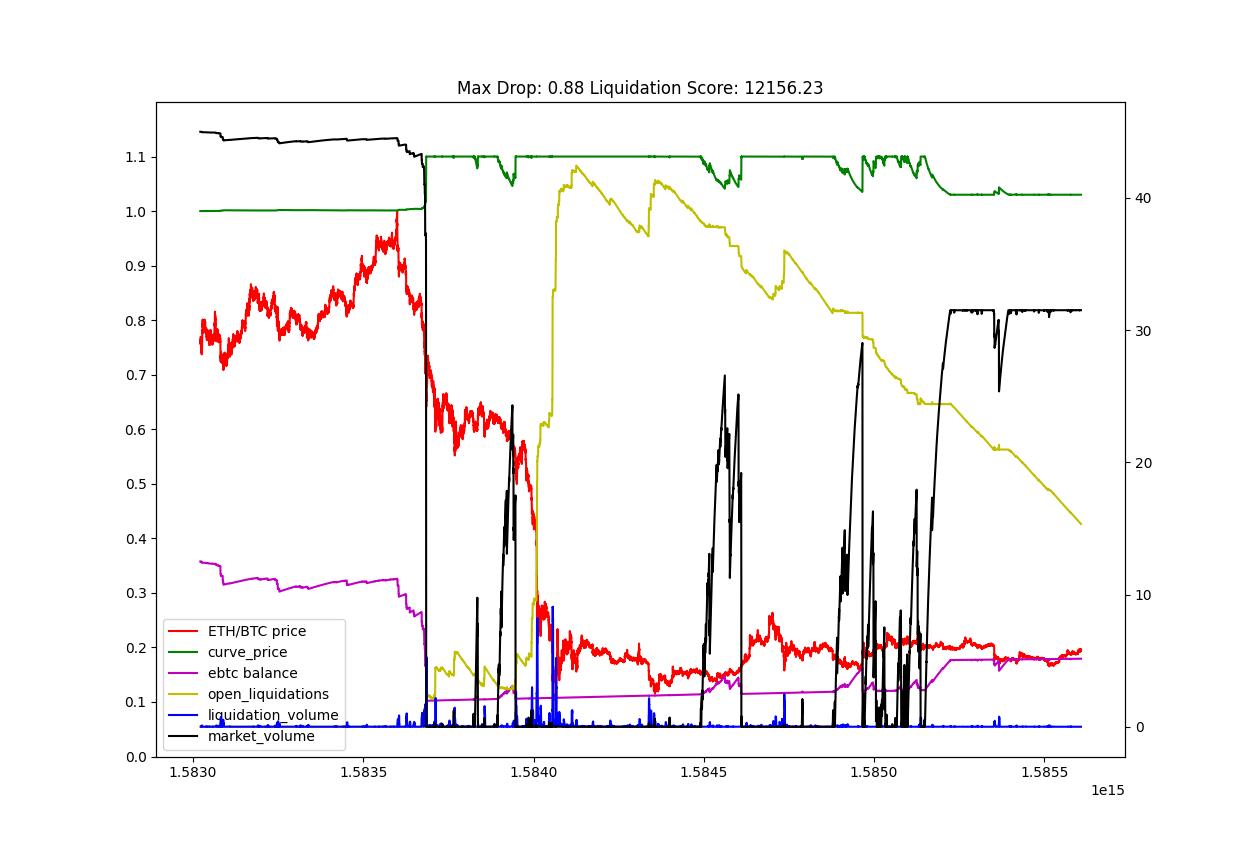 Max Drop: 0.88 Liquidation Score: 12156.23
1.1
1.0
0.9
0.8
0.7
0.6
0.5
0.4
0.3
0.2
0.1
0.0
40
30
20
10
0
ETH/BTC price
curve_price
ebtc balance
open_liquidations
liquidation_volume
market_volume
1.5830 1.5835 1.5840 1.5845 1.5850 1.5855
1e15